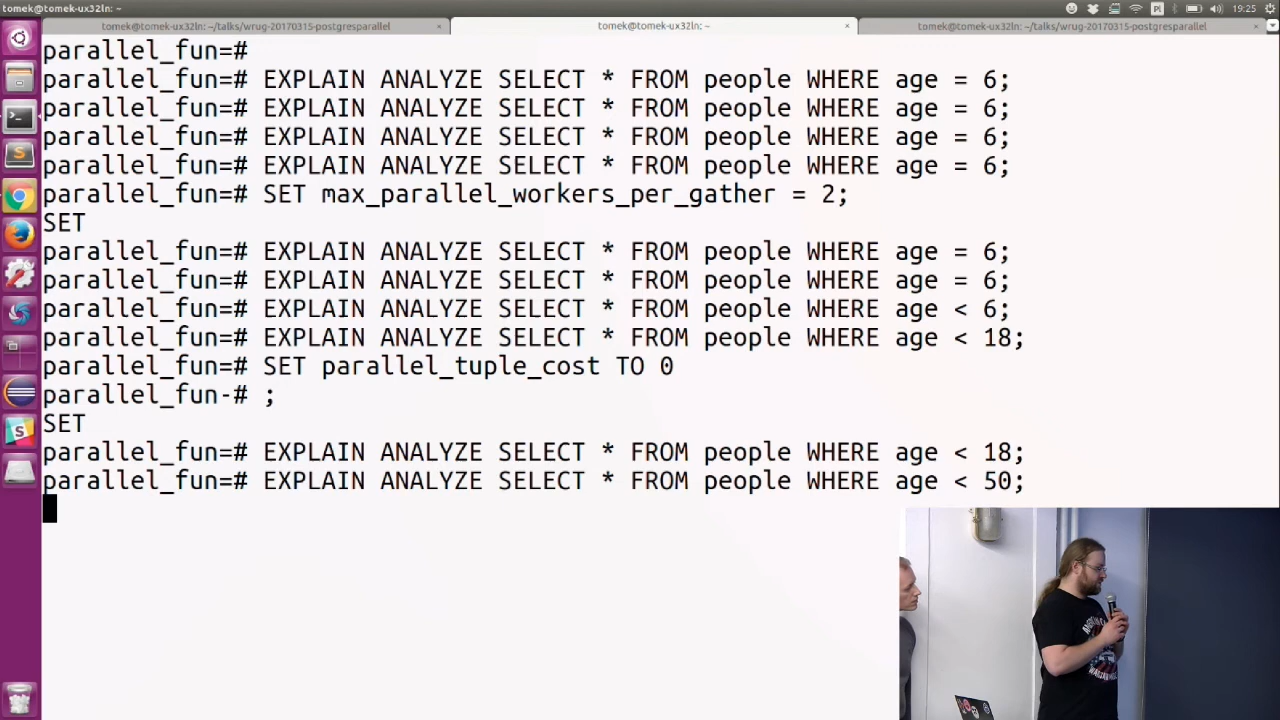 tomek@tomek-ux32ln: ~
PL
19:25
tomek@tomek-ux32ln: ~/talks/wrug-20170315-postgresparallel
tomek@tomek-ux32ln: ~
tomek@tomek-ux32ln: ~/talks/wrug-20170315-postgresparallel
parallel_fun=#
parallel_fun=# EXPLAIN ANALYZE SELECT * FROM people WHERE age = 6;
parallel_fun=# EXPLAIN ANALYZE SELECT * FROM people WHERE age = 6;
parallel_fun=# EXPLAIN ANALYZE SELECT * FROM people WHERE age = 6;
parallel_fun=# EXPLAIN ANALYZE SELECT * FROM people WHERE age = 6;
parallel_fun=# SET max_parallel_workers_per_gather = 2;
SET
parallel_fun=# EXPLAIN ANALYZE SELECT * FROM people WHERE age = 6;
parallel_fun=# EXPLAIN ANALYZE SELECT * FROM people WHERE age = 6;
parallel_fun=# EXPLAIN ANALYZE SELECT * FROM people WHERE age < 6;
parallel_fun=# EXPLAIN ANALYZE SELECT * FROM people WHERE age < 18;
parallel_fun=# SET parallel_tuple_cost TO 0
parallel_fun-# ;
SET
parallel_fun=# EXPLAIN ANALYZE SELECT * FROM people WHERE age < 18;
parallel_fun=# EXPLAIN ANALYZE SELECT * FROM people WHERE age < 50;